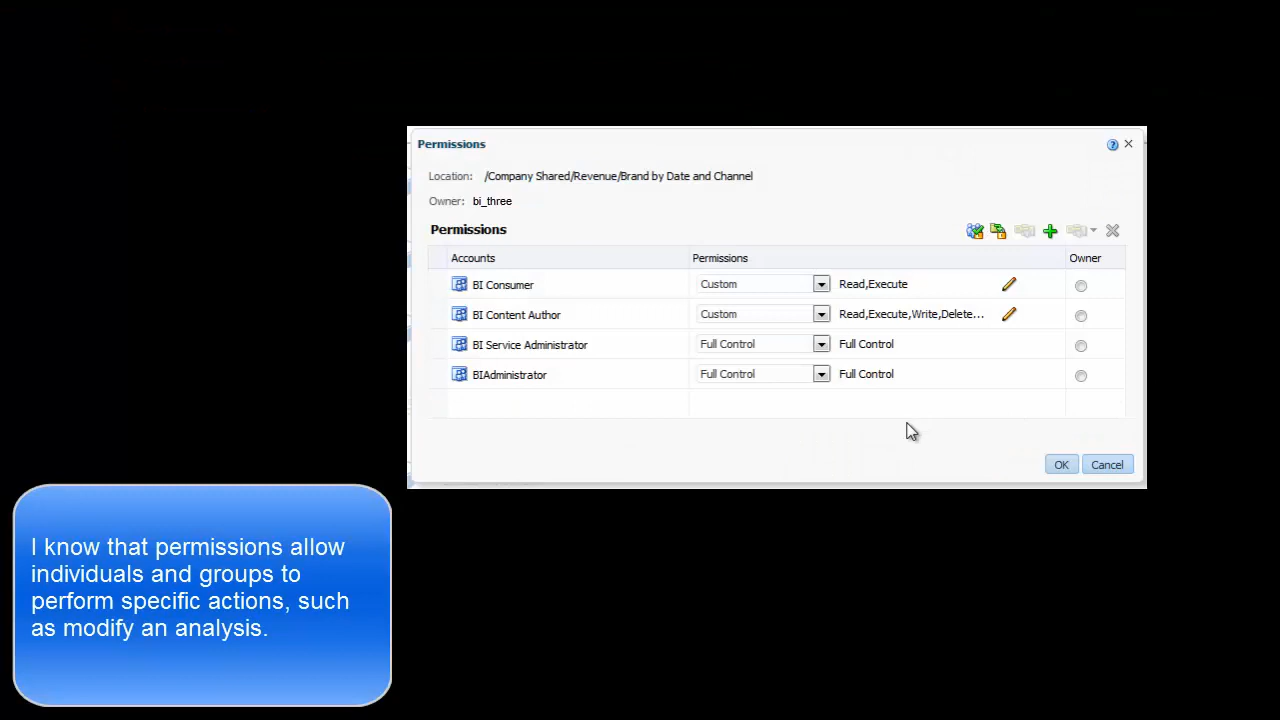 Permissions
Location: /Company Shared/Revenue/Brand by Date and Channel
Owner: bi_three
Permissions
Accounts Permissions Owner
BI Consumer Custom Read,Execute
BI Content Author Custom Read,Execute,Write,Delete...
BI Service Administrator Full Control Full Control
BIAdministrator Full Control Full Control
OK Cancel
I know that permissions allow
individuals and groups to
perform specific actions, such
as modify an analysis.